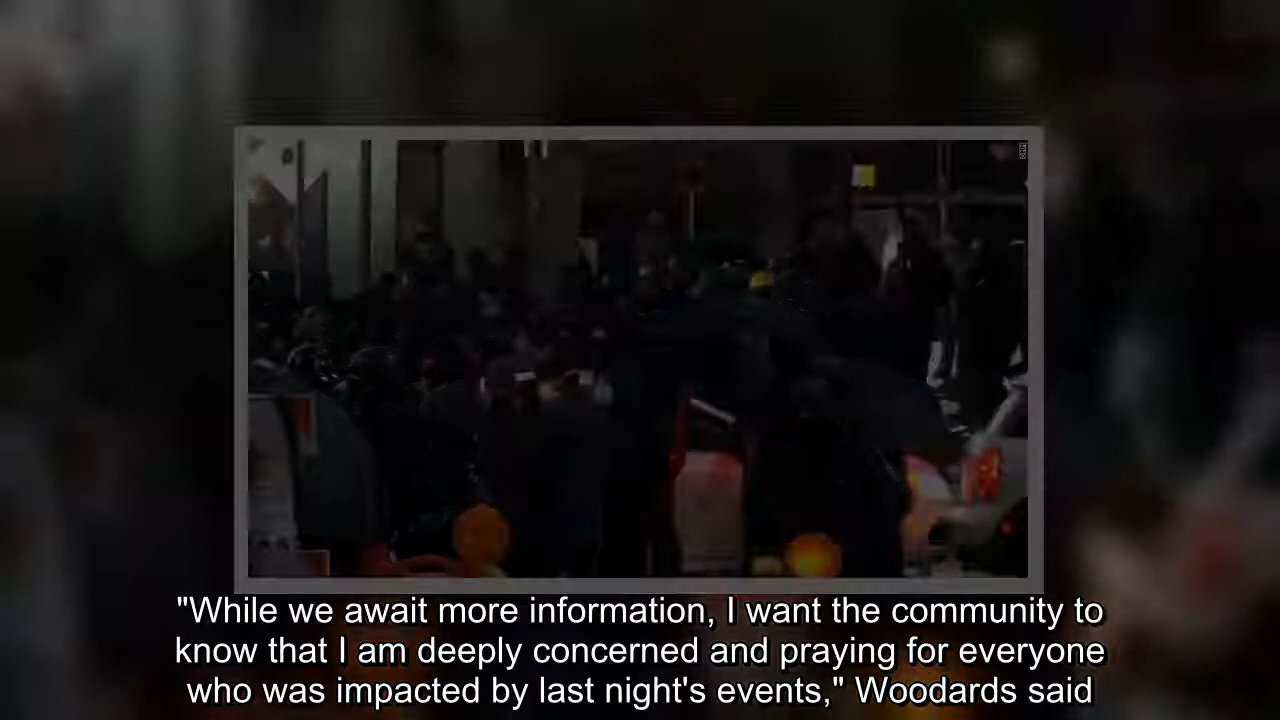 "While we await more information, I want the community to
know that I am deeply concerned and praying for everyone
who was impacted by last night's events," Woodards said